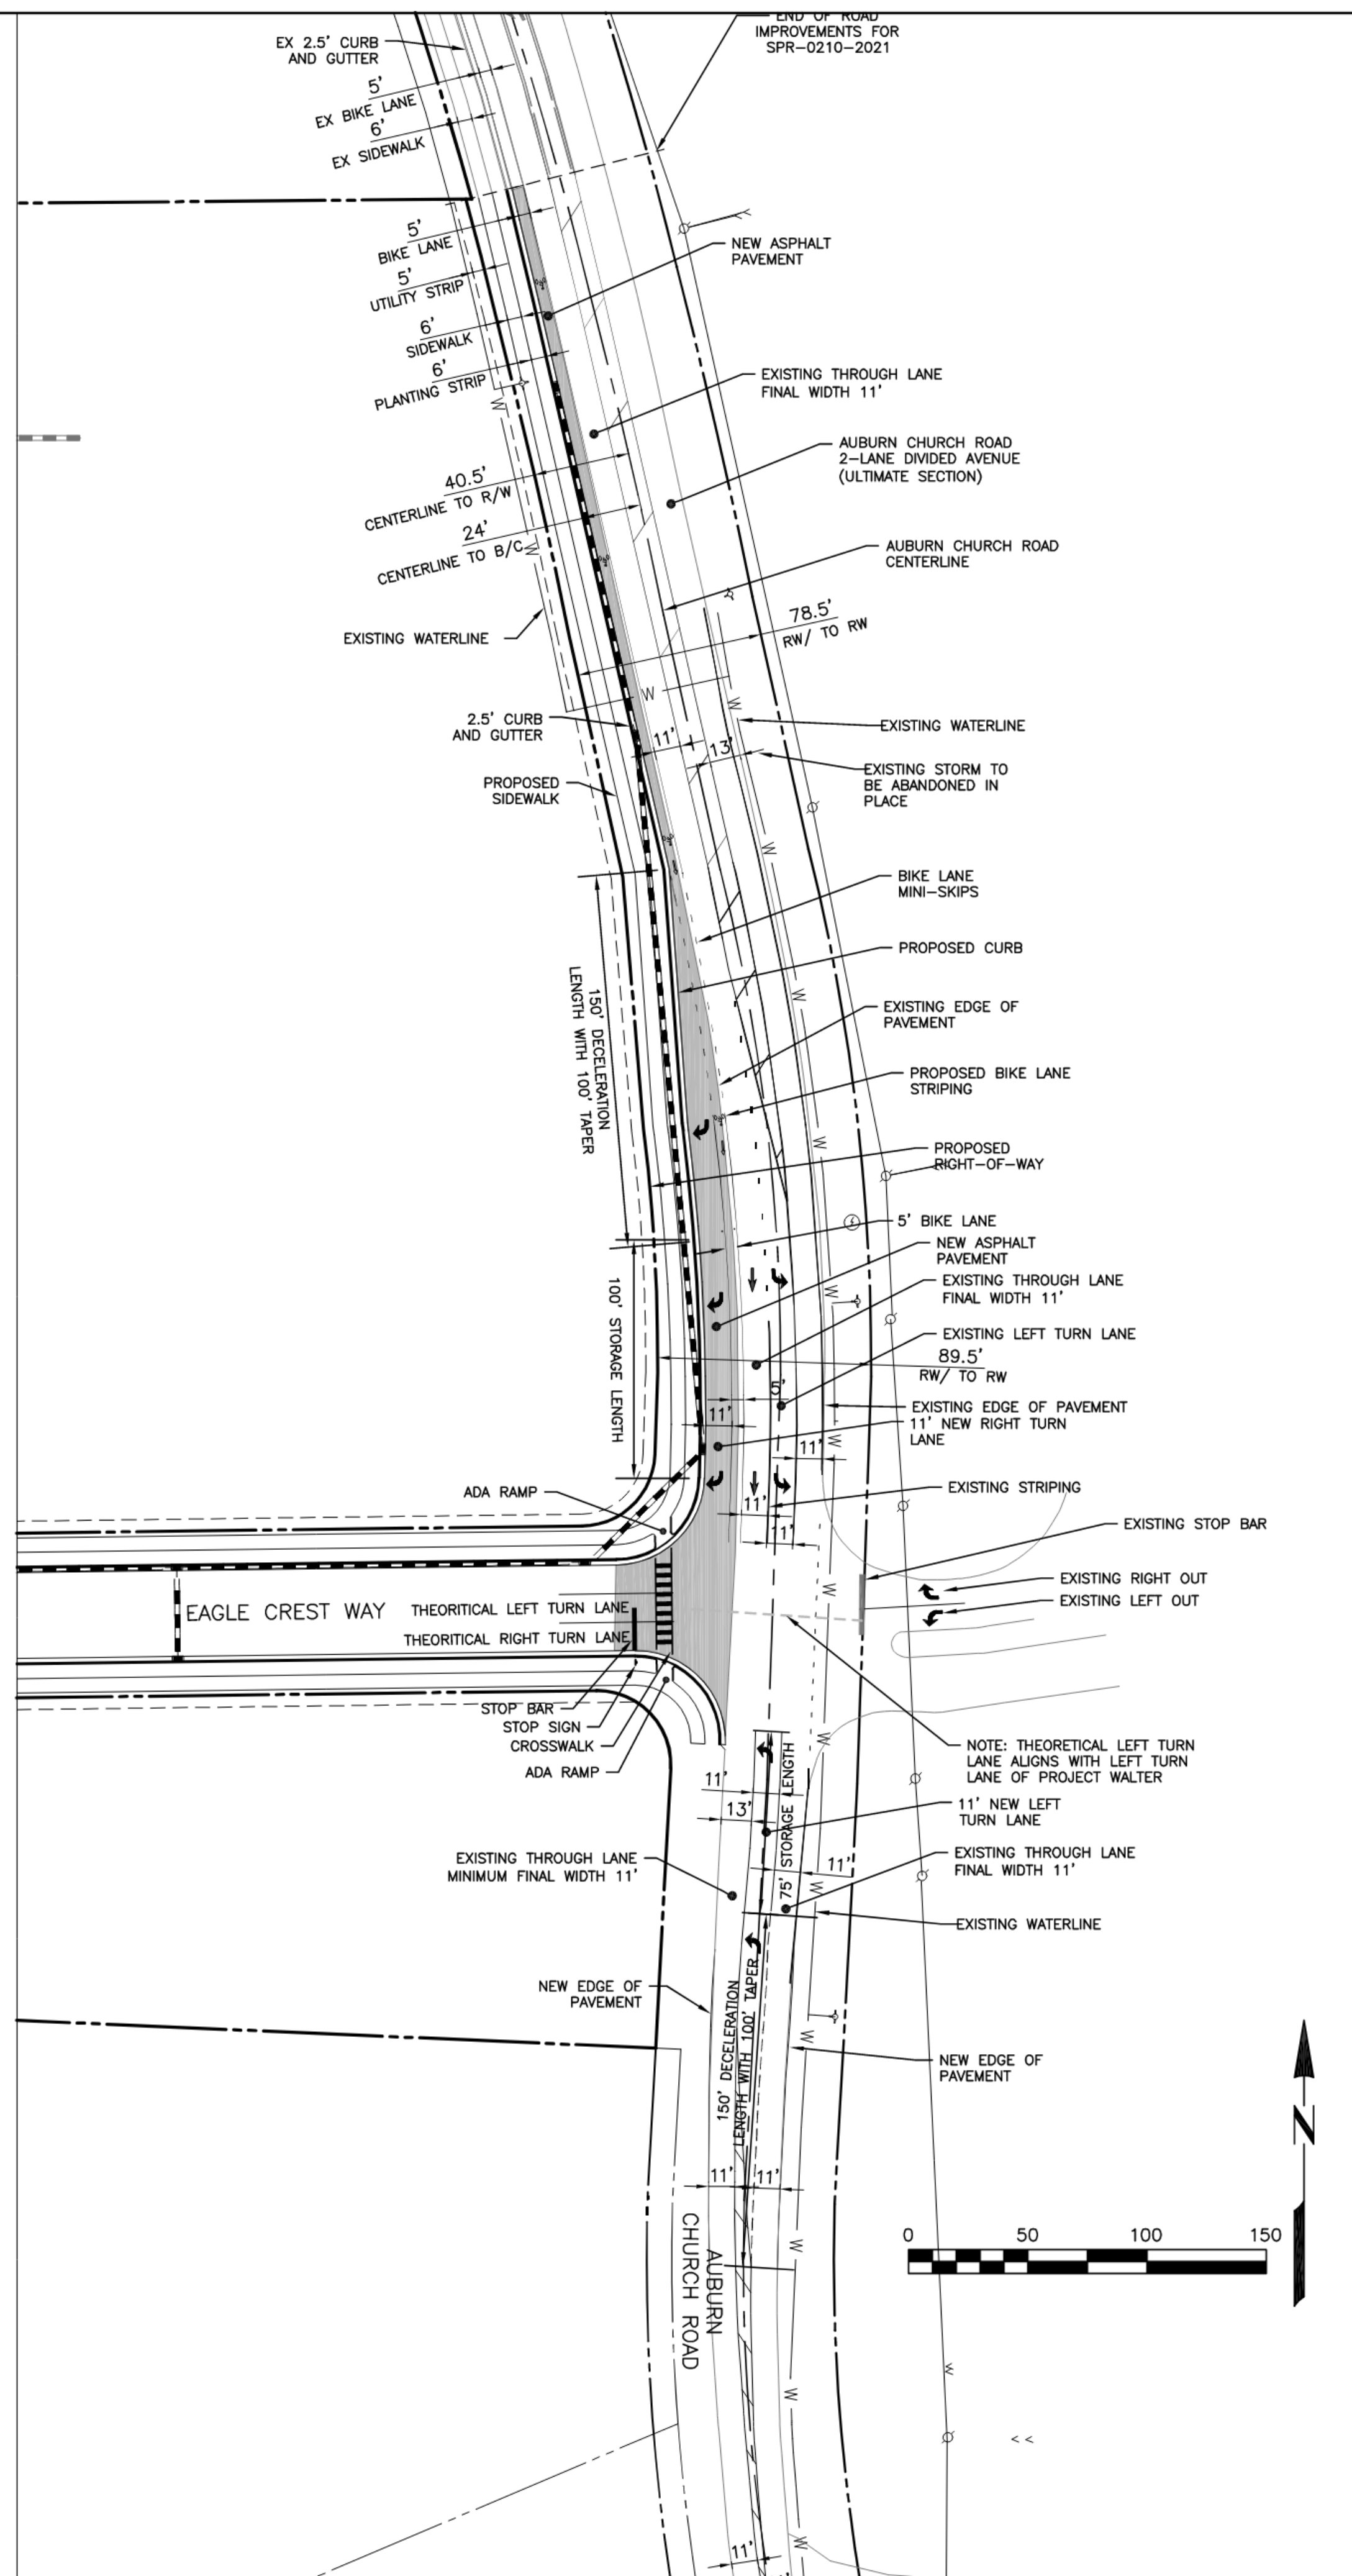 END OF ROAD
IMPROVEMENTS FOR
SPR-0210-2021
EX 2.5' CURB
AND GUTTER
5'
EX BIKE LANE
6'
EX SIDEWALK
5'
BIKE LANE
5'
UTILITY STRIP
6'
SIDEWALK
6'
PLANTING STRIP
NEW ASPHALT
PAVEMENT
EXISTING THROUGH LANE
FINAL WIDTH 11'
AUBURN CHURCH ROAD
2-LANE DIVIDED AVENUE
(ULTIMATE SECTION)
W
40.5'
CENTERLINE TO R/W
24'
CENTERLINE TO B/C
W
AUBURN CHURCH ROAD
CENTERLINE
78.5'
RW/ TO RW
EXISTING WATERLINE
W
W
2.5' CURB
AND GUTTER
11'
13'
EXISTING WATERLINE
EXISTING STORM TO
BE ABANDONED IN
PLACE
PROPOSED
SIDEWALK
W
BIKE LANE
MINI-SKIPS
PROPOSED CURB
W
150' DECELERATION
LENGTH WITH 100' TAPER
EXISTING EDGE OF
PAVEMENT
PROPOSED BIKE LANE
STRIPING
W
PROPOSED
RIGHT-OF-WAY
5' BIKE LANE
NEW ASPHALT
PAVEMENT
W
EXISTING THROUGH LANE
FINAL WIDTH 11'
100' STORAGE LENGTH
EXISTING LEFT TURN LANE
89.5'
RW/ TO RW
5'
EXISTING EDGE OF PAVEMENT
11'
11' NEW RIGHT TURN
LANE
W
11'
ADA RAMP
EXISTING STRIPING
11'
11'
EXISTING STOP BAR
W
EXISTING RIGHT OUT
EXISTING LEFT OUT
EAGLE CREST WAY
THEORITICAL LEFT TURN LANE
THEORITICAL RIGHT TURN LANE
STOP BAR
STOP SIGN
CROSSWALK
ADA RAMP
W
NOTE: THEORETICAL LEFT TURN
LANE ALIGNS WITH LEFT TURN
LANE OF PROJECT WALTER
11'
13'
75' STORAGE LENGTH
11' NEW LEFT
TURN LANE
EXISTING THROUGH LANE
MINIMUM FINAL WIDTH 11'
11'
EXISTING THROUGH LANE
FINAL WIDTH 11'
W
EXISTING WATERLINE
NEW EDGE OF
PAVEMENT
150' DECELERATION
LENGTH WITH 100' TAPER
W
NEW EDGE OF
PAVEMENT
N
11'
11'
AUBURN
CHURCH ROAD
W
0 50 100 150
W
W
<<
W
11'